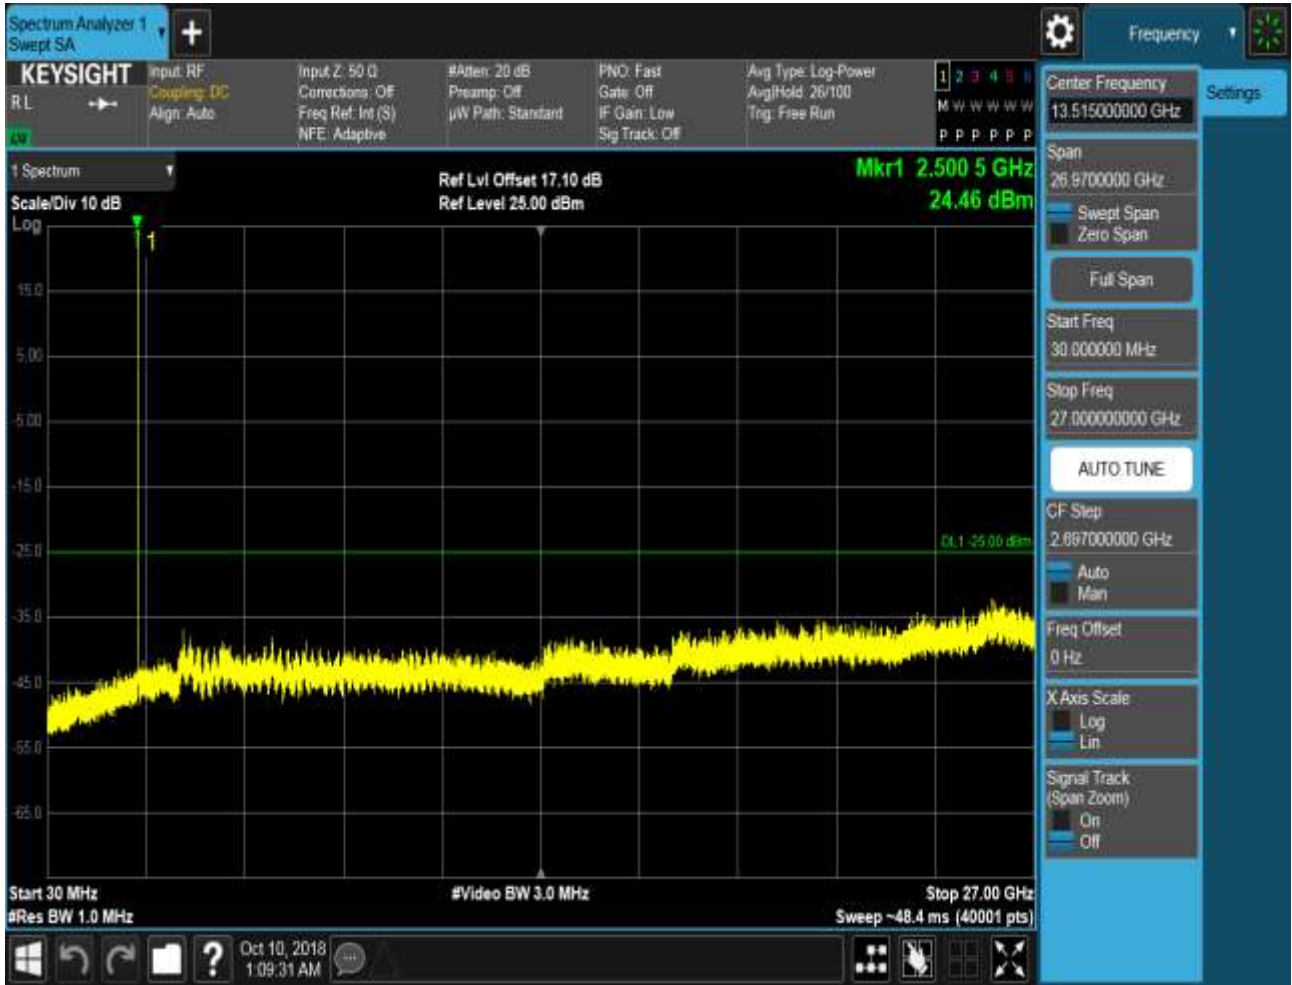 Spectrum Analyzer 1
Swept SA
Frequency
KEYSIGHT
R L
LW
Input: RF
Coupling: DC
Align: Auto
Input Z: 50 Ω
Corrections: Off
Freq Ref: Int (S)
NFE: Adaptive
#Atten: 20 dB
Preamp: Off
µW Path: Standard
PNO: Fast
Gate: Off
IF Gain: Low
Sig Track: Off
Avg Type: Log-Power
Avg|Hold: 26/100
Trig: Free Run
1 2 3 4 5 6
M W W W W W
P P P P P P
Settings
Center Frequency
13.515000000 GHz
Span
26.9700000 GHz
Swept Span
Zero Span
Full Span
Start Freq
30.000000 MHz
Stop Freq
27.000000000 GHz
AUTO TUNE
CF Step
2.697000000 GHz
Auto
Man
Freq Offset
0 Hz
X Axis Scale
Log
Lin
Signal Track
(Span Zoom)
On
Off
1 Spectrum
Scale/Div 10 dB
Log
Ref Lvl Offset 17.10 dB
Ref Level 25.00 dBm
Mkr1 2.500 5 GHz
24.46 dBm
1
15.0
5.00
-5.00
-15.0
-25.0
-35.0
-45.0
-55.0
-65.0
DL1 -25.00 dBm
Start 30 MHz
#Res BW 1.0 MHz
#Video BW 3.0 MHz
Stop 27.00 GHz
Sweep ~48.4 ms (40001 pts)
?
Oct 10, 2018
1:09:31 AM